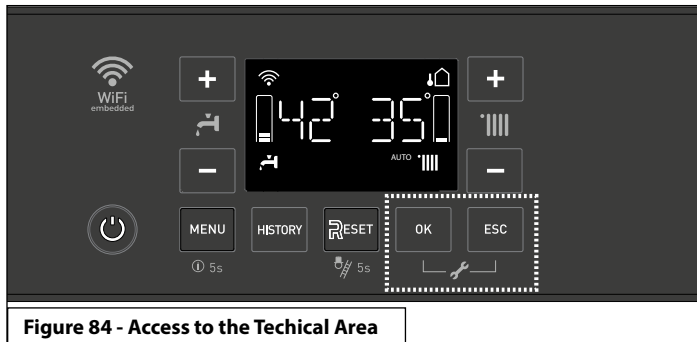 WiFi
embedded
+
+
42° 35°
AUTO
−
−
MENU
HISTORY
RESET
OK
ESC
5s
5s
Figure 84 - Access to the Techical Area